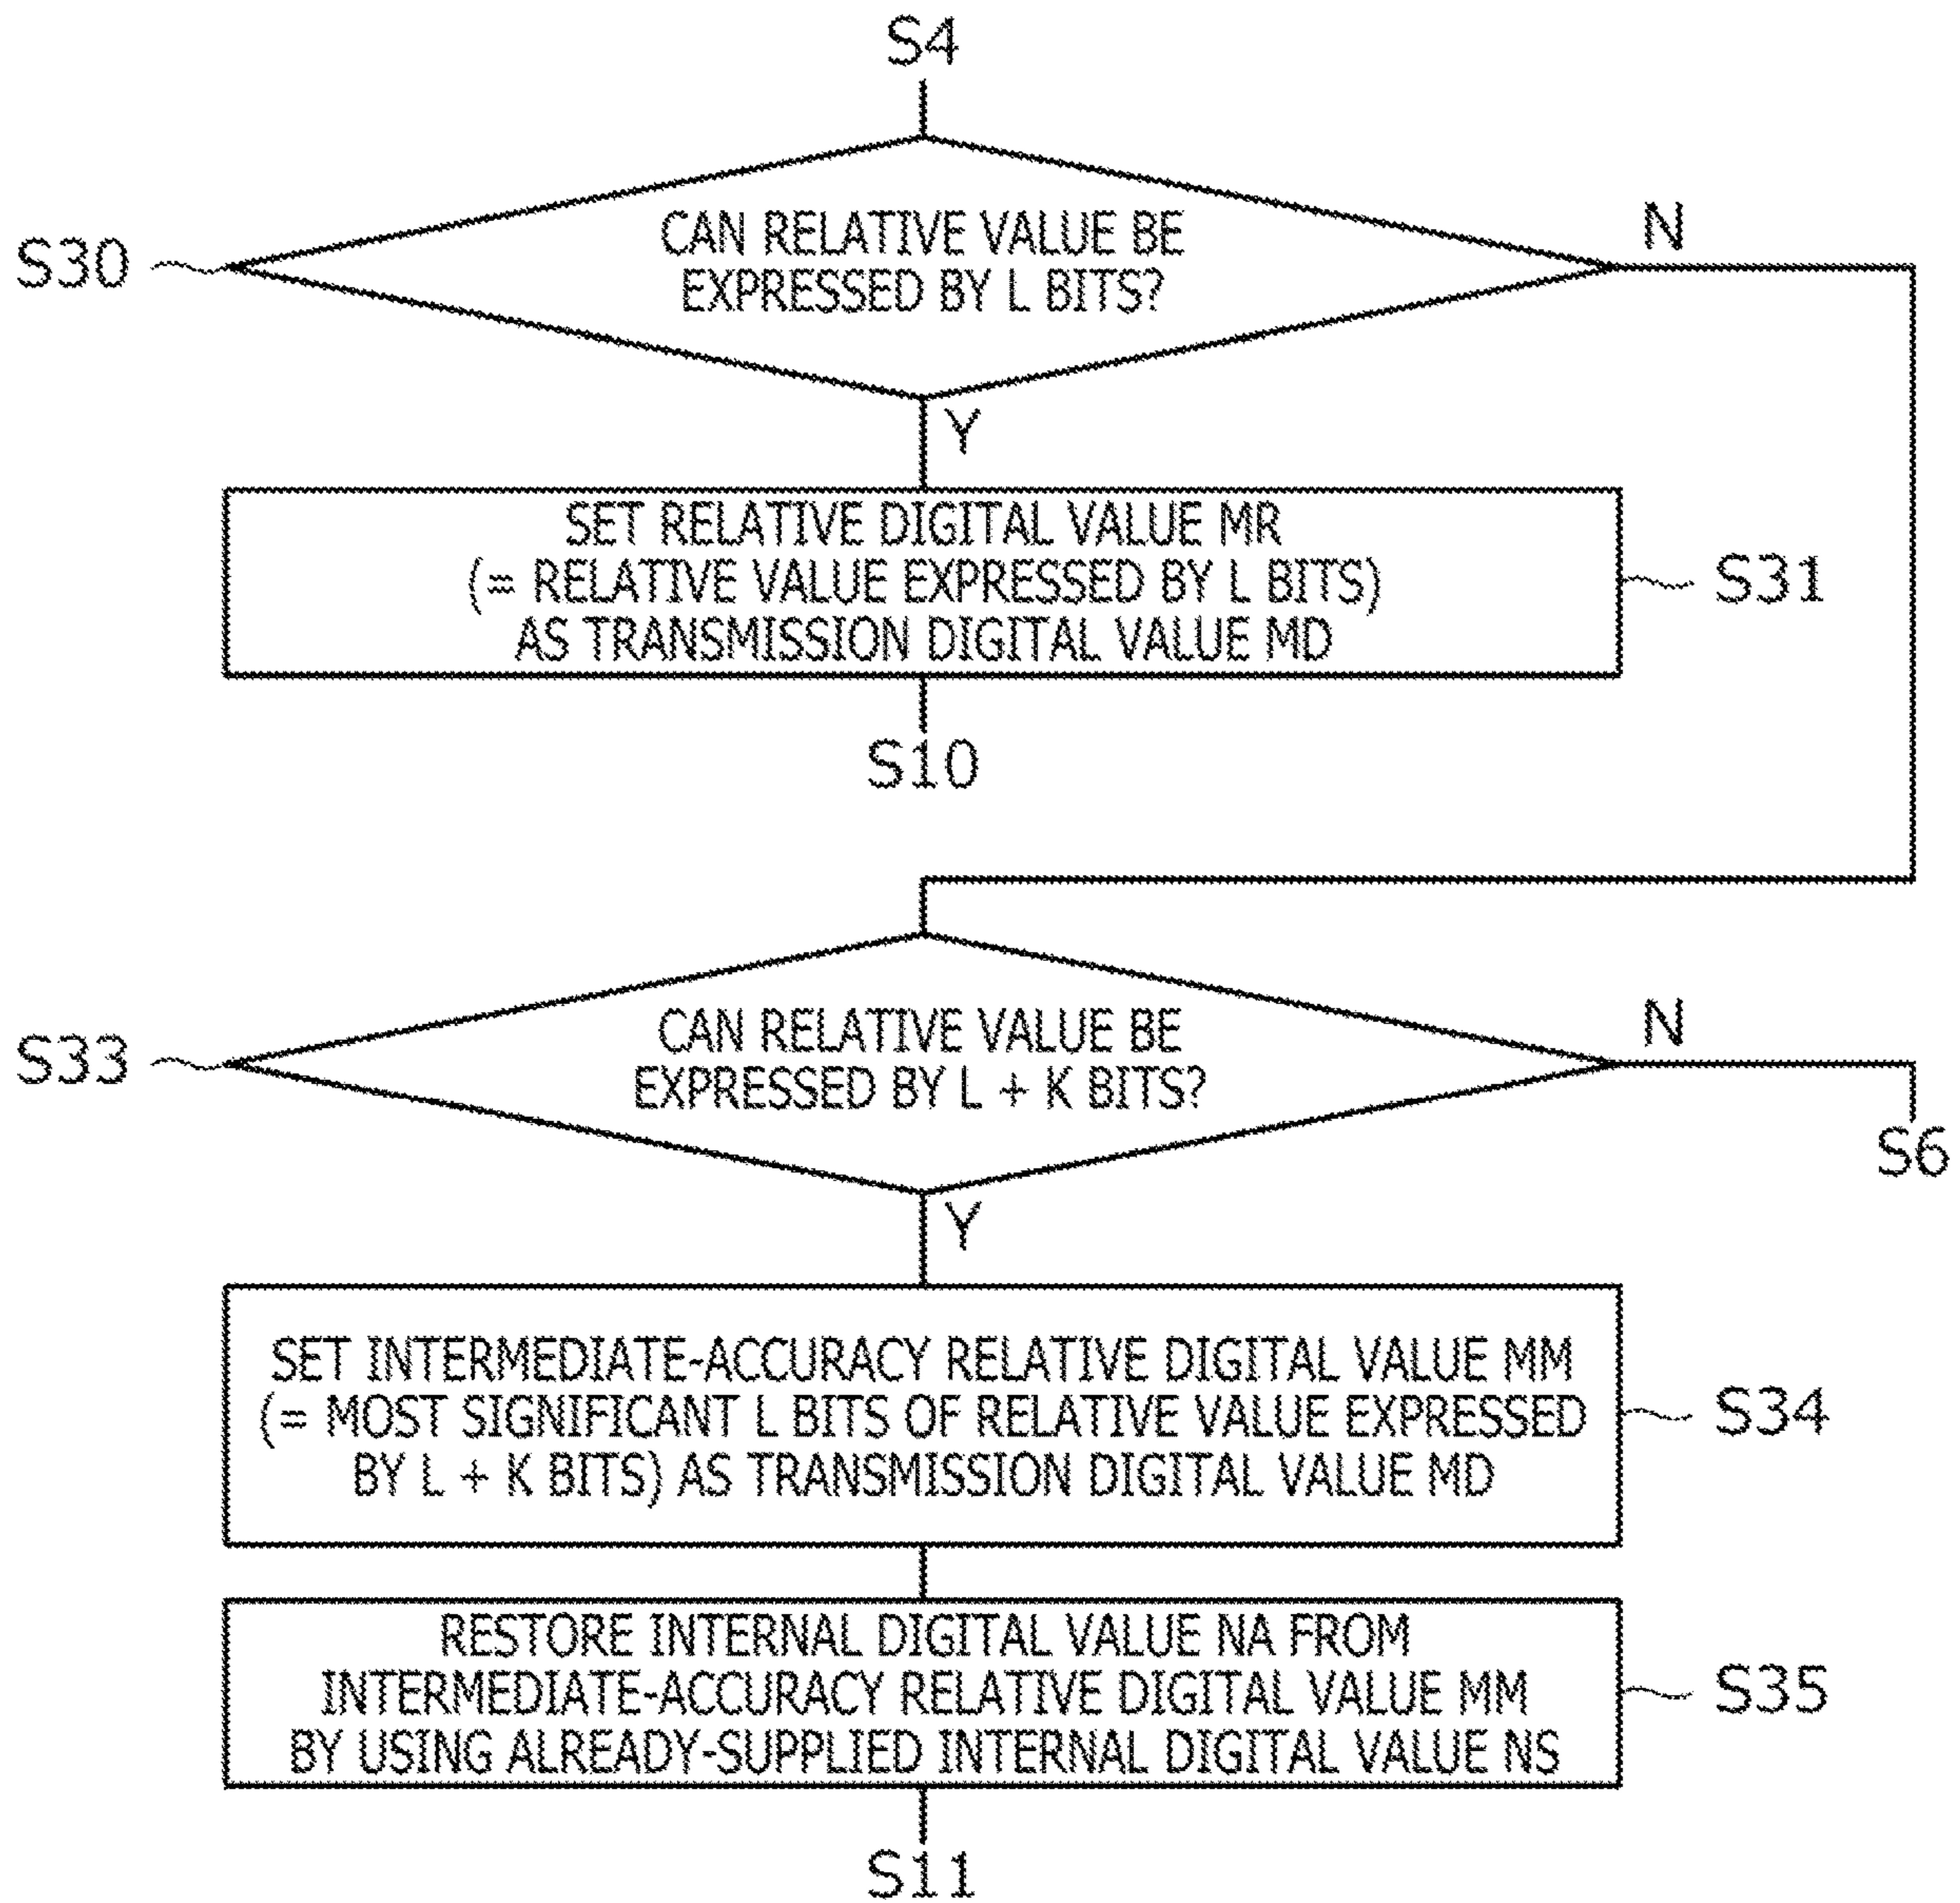 S4
S30
CAN RELATIVE VALUE BE
EXPRESSED BY L BITS?
N
Y
SET RELATIVE DIGITAL VALUE MR
(= RELATIVE VALUE EXPRESSED BY L BITS)
AS TRANSMISSION DIGITAL VALUE MD
S31
S10
S33
CAN RELATIVE VALUE BE
EXPRESSED BY L + K BITS?
N
S6
Y
SET INTERMEDIATE-ACCURACY RELATIVE DIGITAL VALUE MM
(= MOST SIGNIFICANT L BITS OF RELATIVE VALUE EXPRESSED
BY L + K BITS) AS TRANSMISSION DIGITAL VALUE MD
S34
RESTORE INTERNAL DIGITAL VALUE NA FROM
INTERMEDIATE-ACCURACY RELATIVE DIGITAL VALUE MM
BY USING ALREADY-SUPPLIED INTERNAL DIGITAL VALUE NS
S35
S11